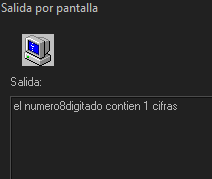 Salida por pantalla
Salida:
el numero8digitado contien 1 cifras